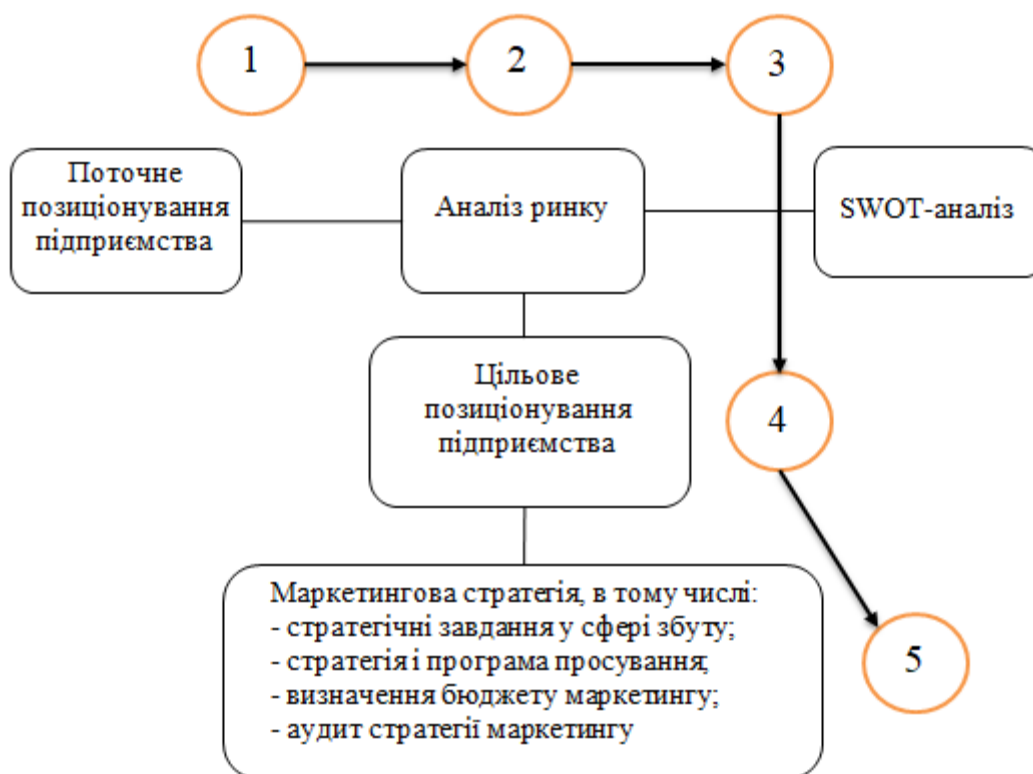 1
2
3
Поточне
позиціонування
підприємства
Аналіз ринку
SWOT-аналіз
Цільове
позиціонування
підприємства
4
Маркетингова стратегія, в тому числі:
- стратегічні завдання у сфері збуту;
- стратегія і програма просування;
- визначення бюджету маркетингу;
- аудит стратегії маркетингу
5